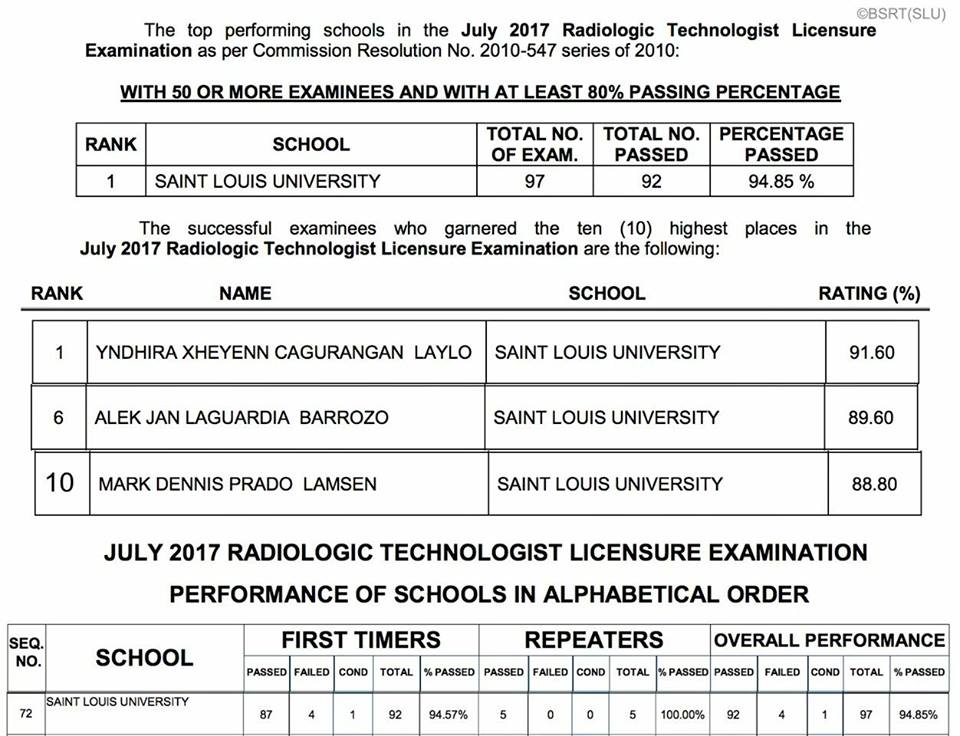 ©BSRT(SLU)
The top performing schools in the July 2017 Radiologic Technologist Licensure
Examination as per Commission Resolution No. 2010-547 series of 2010:
WITH 50 OR MORE EXAMINEES AND WITH AT LEAST 80% PASSING PERCENTAGE
RANK SCHOOL TOTAL NO. OF EXAM. TOTAL NO. PASSED PERCENTAGE PASSED
1 SAINT LOUIS UNIVERSITY 97 92 94.85 %
The successful examinees who garnered the ten (10) highest places in the
July 2017 Radiologic Technologist Licensure Examination are the following:
RANK NAME SCHOOL RATING (%)
1 YNDHIRA XHEYENN CAGURANGAN LAYLO SAINT LOUIS UNIVERSITY 91.60
6 ALEK JAN LAGUARDIA BARROZO SAINT LOUIS UNIVERSITY 89.60
10 MARK DENNIS PRADO LAMSEN SAINT LOUIS UNIVERSITY 88.80
JULY 2017 RADIOLOGIC TECHNOLOGIST LICENSURE EXAMINATION
PERFORMANCE OF SCHOOLS IN ALPHABETICAL ORDER
SEQ. NO. SCHOOL FIRST TIMERS REPEATERS OVERALL PERFORMANCE
PASSED FAILED COND TOTAL % PASSED PASSED FAILED COND TOTAL % PASSED PASSED FAILED COND TOTAL % PASSED
72 SAINT LOUIS UNIVERSITY 87 4 1 92 94.57% 5 0 0 5 100.00% 92 4 1 97 94.85%